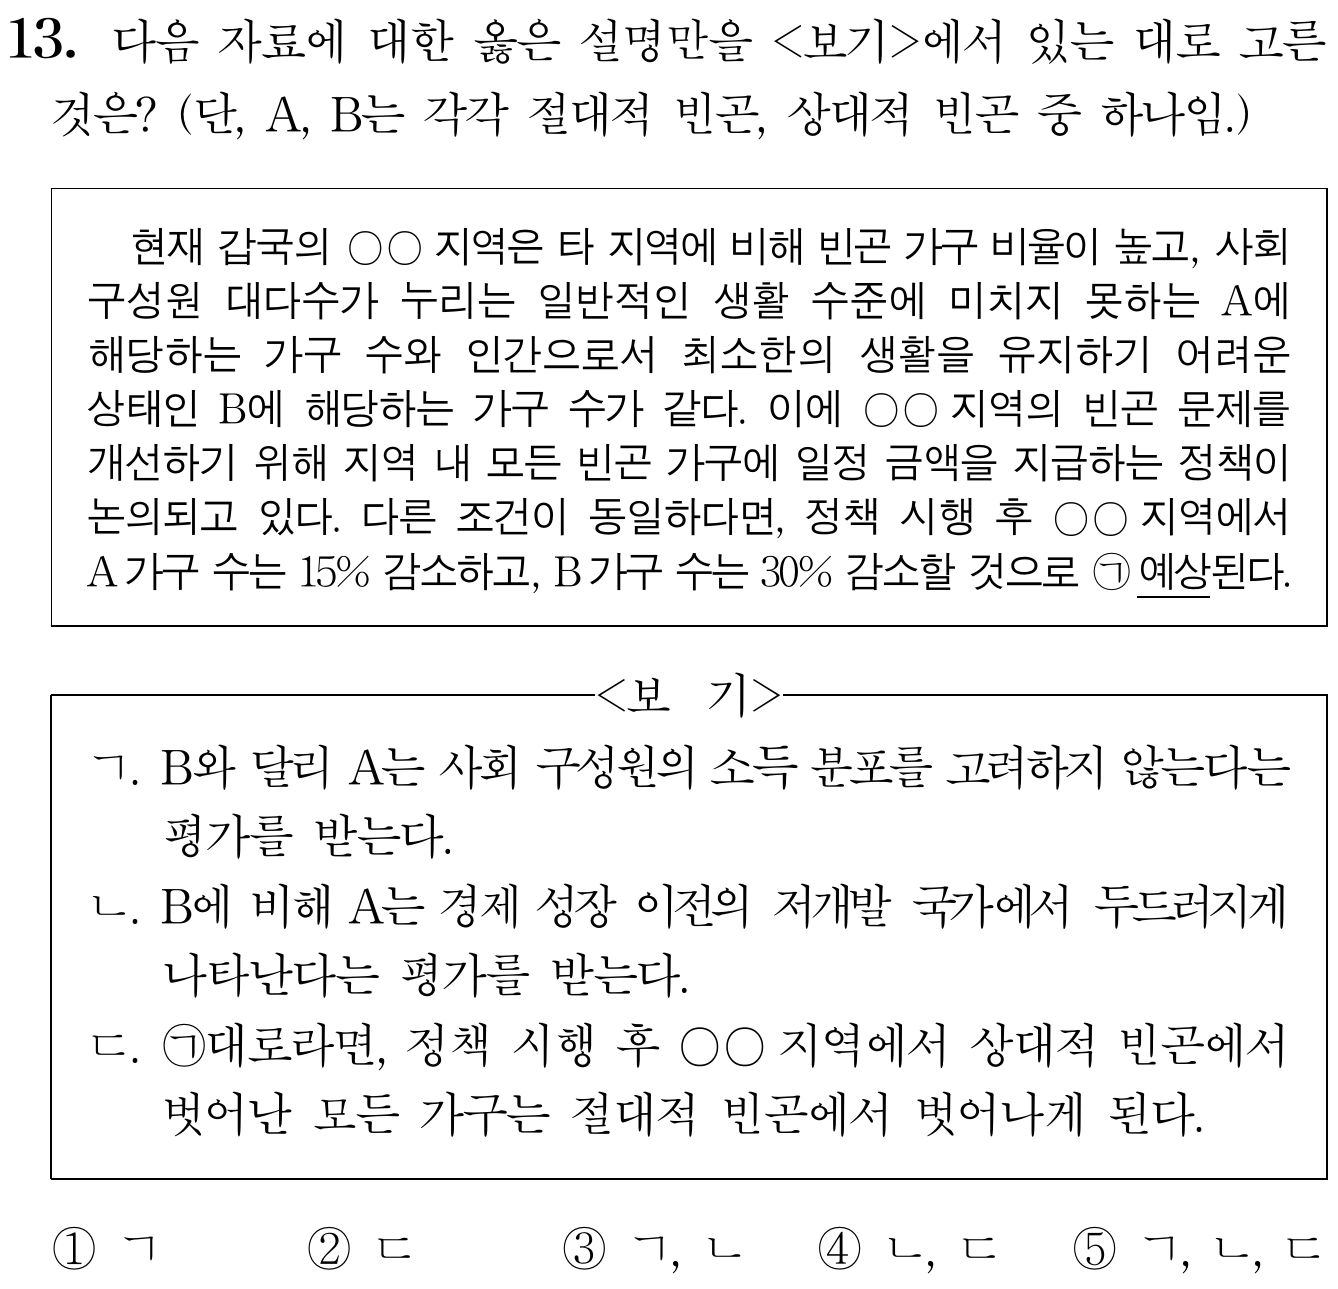 13. 다음 자료에 대한 옳은 설명만을 <보기>에서 있는 대로 고른
것은? (단, A, B는 각각 절대적 빈곤, 상대적 빈곤 중 하나임.)
현재 갑국의 ○○ 지역은 타 지역에 비해 빈곤 가구 비율이 높고, 사회
구성원 대다수가 누리는 일반적인 생활 수준에 미치지 못하는 A에
해당하는 가구 수와 인간으로서 최소한의 생활을 유지하기 어려운
상태인 B에 해당하는 가구 수가 같다. 이에 ○○ 지역의 빈곤 문제를
개선하기 위해 지역 내 모든 빈곤 가구에 일정 금액을 지급하는 정책이
논의되고 있다. 다른 조건이 동일하다면, 정책 시행 후 ○○ 지역에서
A 가구 수는 15% 감소하고, B 가구 수는 30% 감소할 것으로 ㉠ 예상된다.
<보 기>
ㄱ. B와 달리 A는 사회 구성원의 소득 분포를 고려하지 않는다는
평가를 받는다.
ㄴ. B에 비해 A는 경제 성장 이전의 저개발 국가에서 두드러지게
나타난다는 평가를 받는다.
ㄷ. ㉠대로라면, 정책 시행 후 ○○ 지역에서 상대적 빈곤에서
벗어난 모든 가구는 절대적 빈곤에서 벗어나게 된다.
① ㄱ ② ㄷ ③ ㄱ, ㄴ ④ ㄴ, ㄷ ⑤ ㄱ, ㄴ, ㄷ